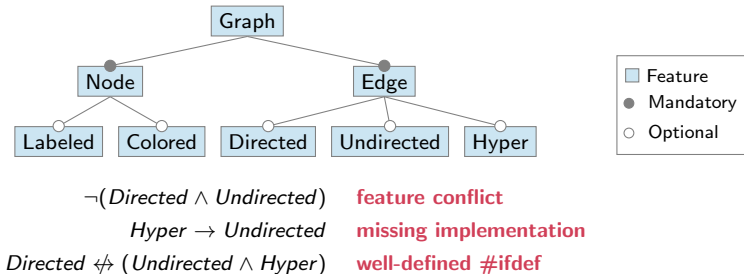 Graph
Node Edge
Labeled Colored Directed Undirected Hyper
Feature
Mandatory
Optional
¬(Directed ∧ Undirected) feature conflict
Hyper → Undirected missing implementation
Directed ↮ (Undirected ∧ Hyper) well-defined #ifdef